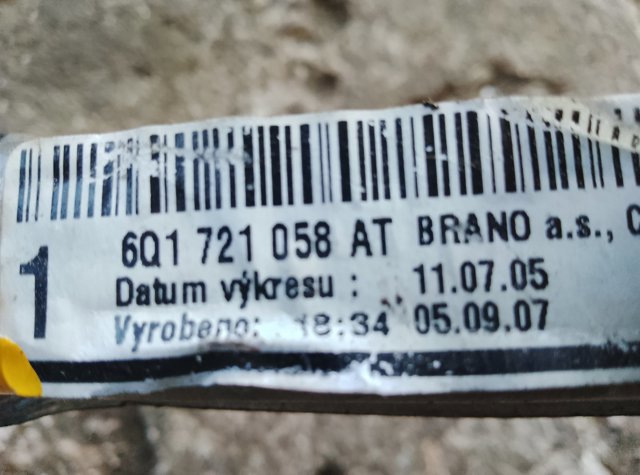 1
6Q1 721 058 AT BRANO a.s.,
Datum výkresu : 11.07.05
Vyrobeno: 18:34 05.09.07